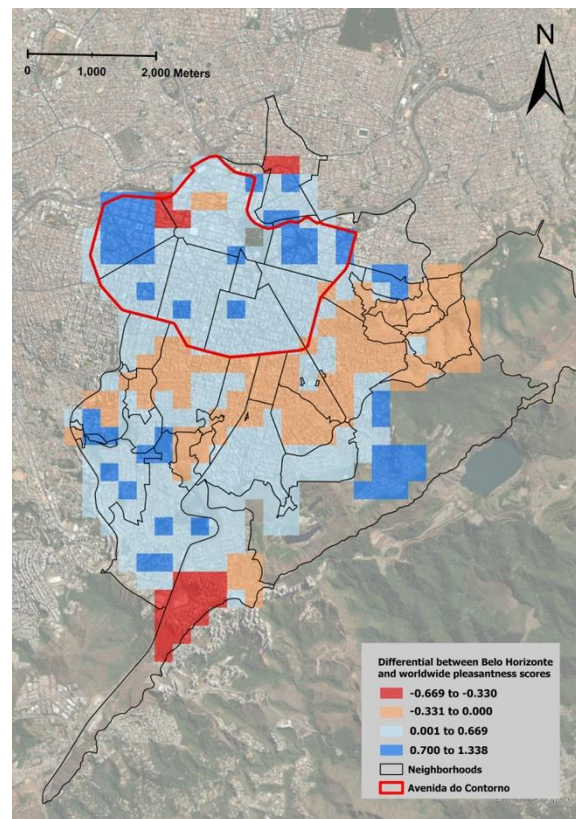 N
0 1,000 2,000 Meters
Differential between Belo Horizonte
and worldwide pleasantness scores
-0.669 to -0.330
-0.331 to 0.000
0.001 to 0.669
0.700 to 1.338
Neighborhoods
Avenida do Contorno